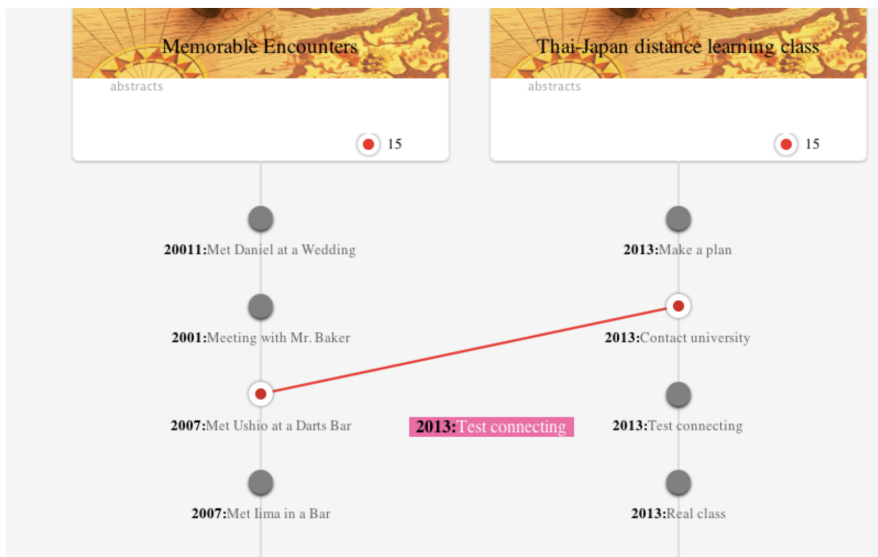 Memorable Encounters
abstracts
15
20011:Met Daniel at a Wedding
2001:Meeting with Mr. Baker
2007:Met Ushio at a Darts Bar
2007:Met Iima in a Bar
2013:Test connecting
Thai-Japan distance learning class
abstracts
15
2013:Make a plan
2013:Contact university
2013:Test connecting
2013:Real class